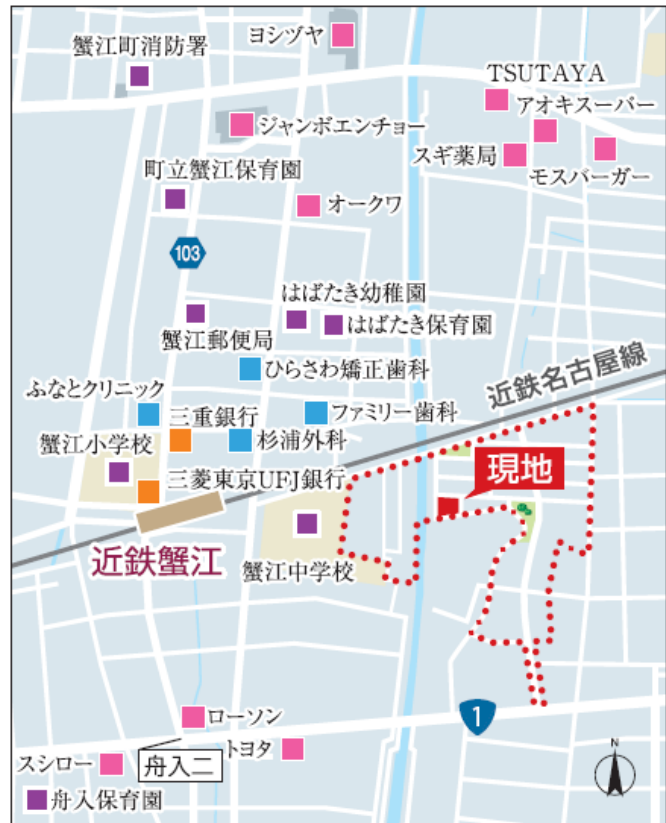 ヨシヅヤ
蟹江町消防署
TSUTAYA
アオキスーパー
ジャンボエンチョー
スギ薬局
モスバーガー
町立蟹江保育園
オークワ
103
はばたき幼稚園
はばたき保育園
蟹江郵便局
ひらさわ矯正歯科
近鉄名古屋線
ふなとクリニック
三重銀行
ファミリー歯科
杉浦外科
蟹江小学校
三菱東京UFJ銀行
現地
近鉄蟹江
蟹江中学校
ローソン
1
トヨタ
舟入二
スシロー
舟入保育園
N